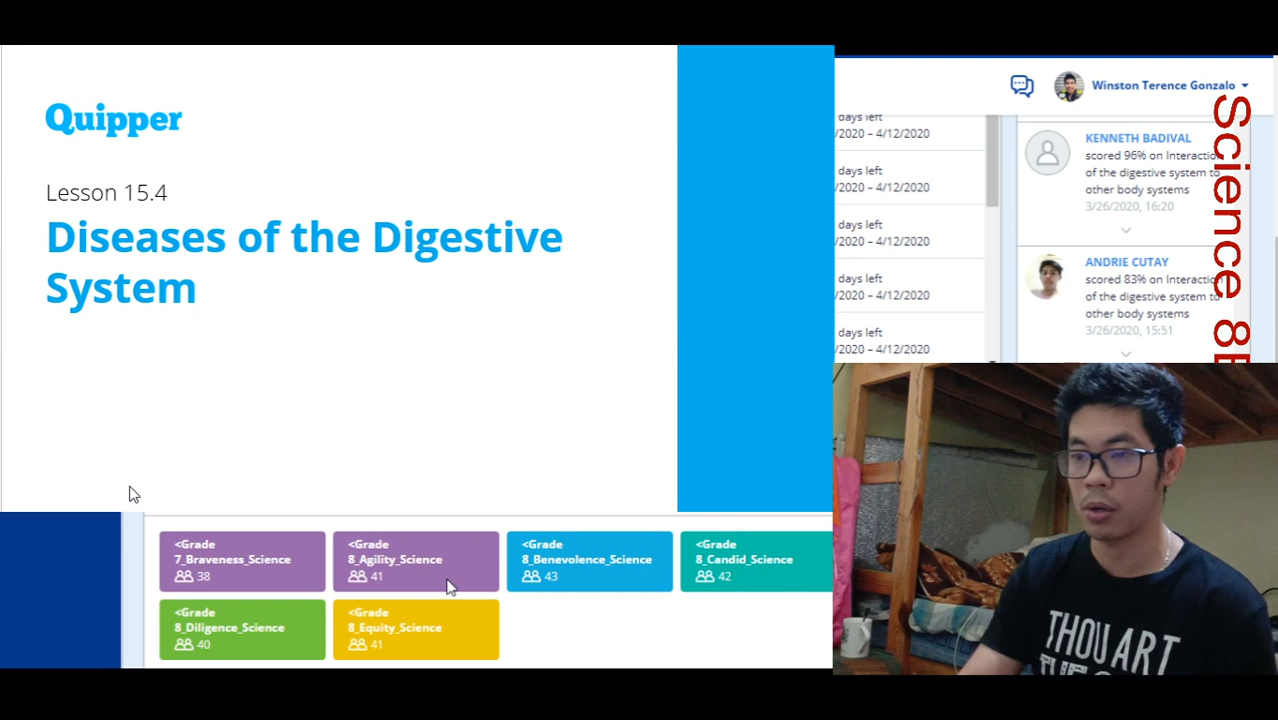 Quipper
Lesson 15.4
Diseases of the Digestive
System
Winston Terence Gonzalo
days left
/2020 – 4/12/2020
days left
/2020 – 4/12/2020
days left
/2020 – 4/12/2020
days left
/2020 – 4/12/2020
days left
/2020 – 4/12/2020
KENNETH BADIVAL
scored 96% on Interaction
of the digestive system to
other body systems
3/26/2020, 16:20
ANDRIE CUTAY
scored 83% on Interaction
of the digestive system to
other body systems
3/26/2020, 15:51
Science 8
<Grade
7_Braveness_Science
38
<Grade
8_Agility_Science
41
<Grade
8_Benevolence_Science
43
<Grade
8_Candid_Science
42
<Grade
8_Diligence_Science
40
<Grade
8_Equity_Science
41
THOU ART